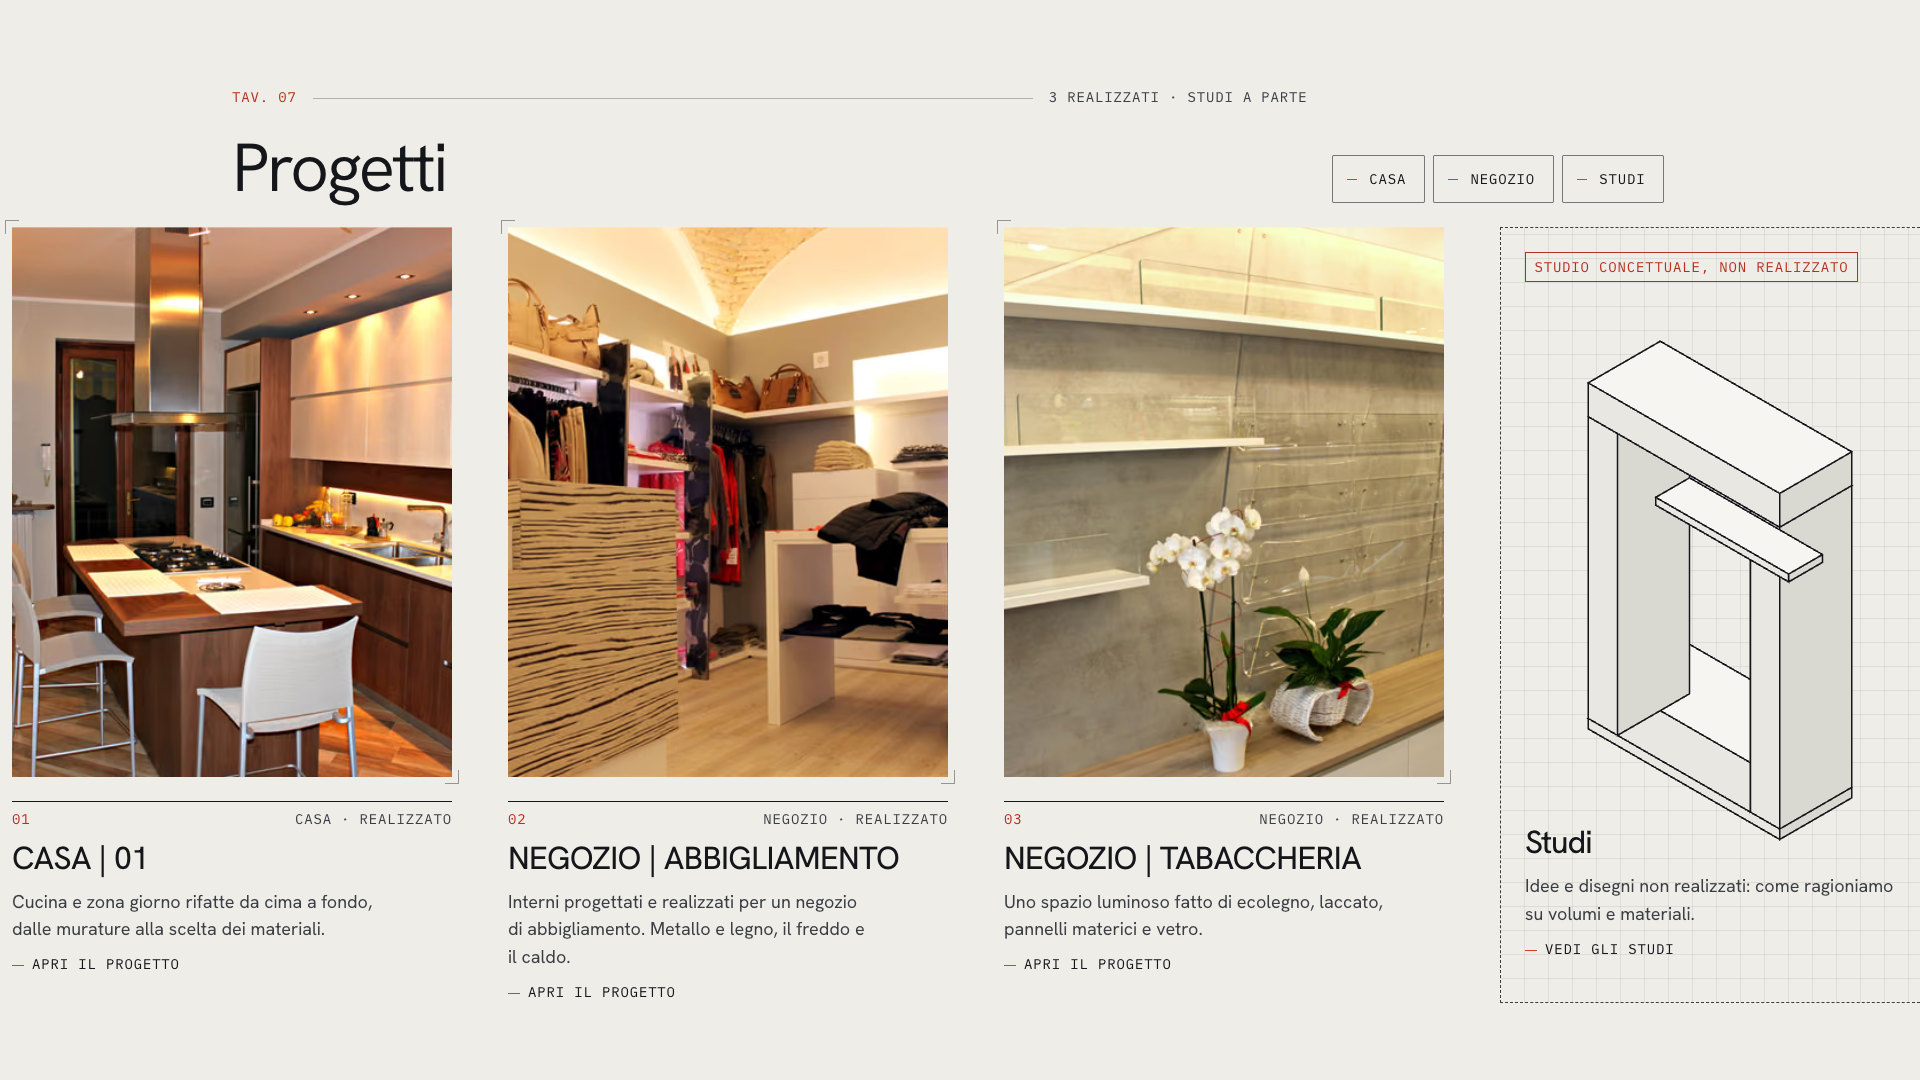 TAV. 07
3 REALIZZATI · STUDI A PARTE
Progetti
— CASA
— NEGOZIO
— STUDI
STUDIO CONCETTUALE, NON REALIZZATO
01
CASA · REALIZZATO
CASA | 01
Cucina e zona giorno rifatte da cima a fondo,
dalle murature alla scelta dei materiali.
— APRI IL PROGETTO
02
NEGOZIO · REALIZZATO
NEGOZIO | ABBIGLIAMENTO
Interni progettati e realizzati per un negozio
di abbigliamento. Metallo e legno, il freddo e
il caldo.
— APRI IL PROGETTO
03
NEGOZIO · REALIZZATO
NEGOZIO | TABACCHERIA
Uno spazio luminoso fatto di ecolegno, laccato,
pannelli materici e vetro.
— APRI IL PROGETTO
Studi
Idee e disegni non realizzati: come ragioniamo
su volumi e materiali.
— VEDI GLI STUDI